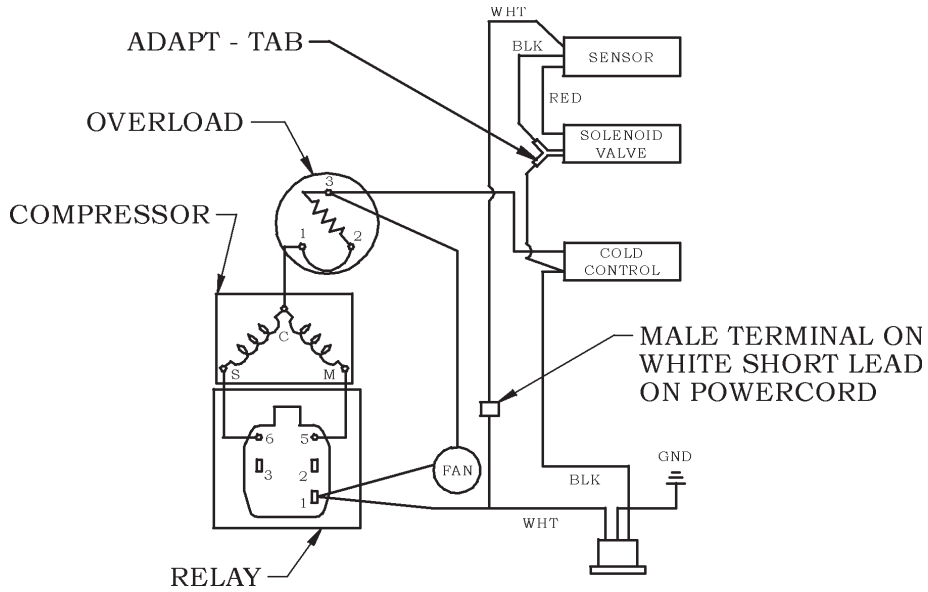 WHT
ADAPT - TAB
BLK
SENSOR
RED
OVERLOAD
SOLENOID
VALVE
3
COMPRESSOR
1
2
COLD
CONTROL
C
MALE TERMINAL ON
WHITE SHORT LEAD
ON POWERCORD
S
M
6
5
3
2
FAN
GND
BLK
1
WHT
RELAY